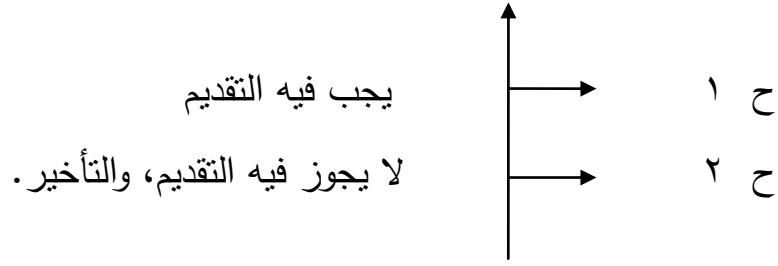 ح ١ يجب فيه التقديم
ح ٢ لا يجوز فيه التقديم، والتأخير.